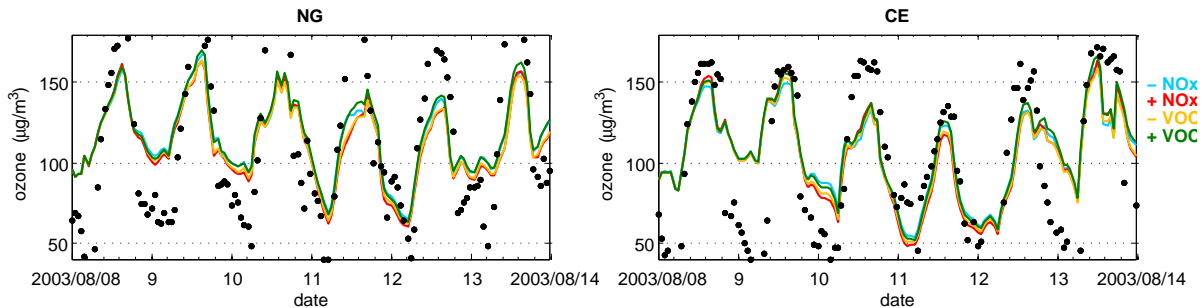 NG
CE
150
100
50
ozone (μg/m³)
2003/08/08 9 10 11 12 2003/08/14
date
150
100
50
ozone (μg/m³)
2003/08/08 9 10 11 12 13 2003/08/14
date
− NOx
+ NOx
− VOC
+ VOC